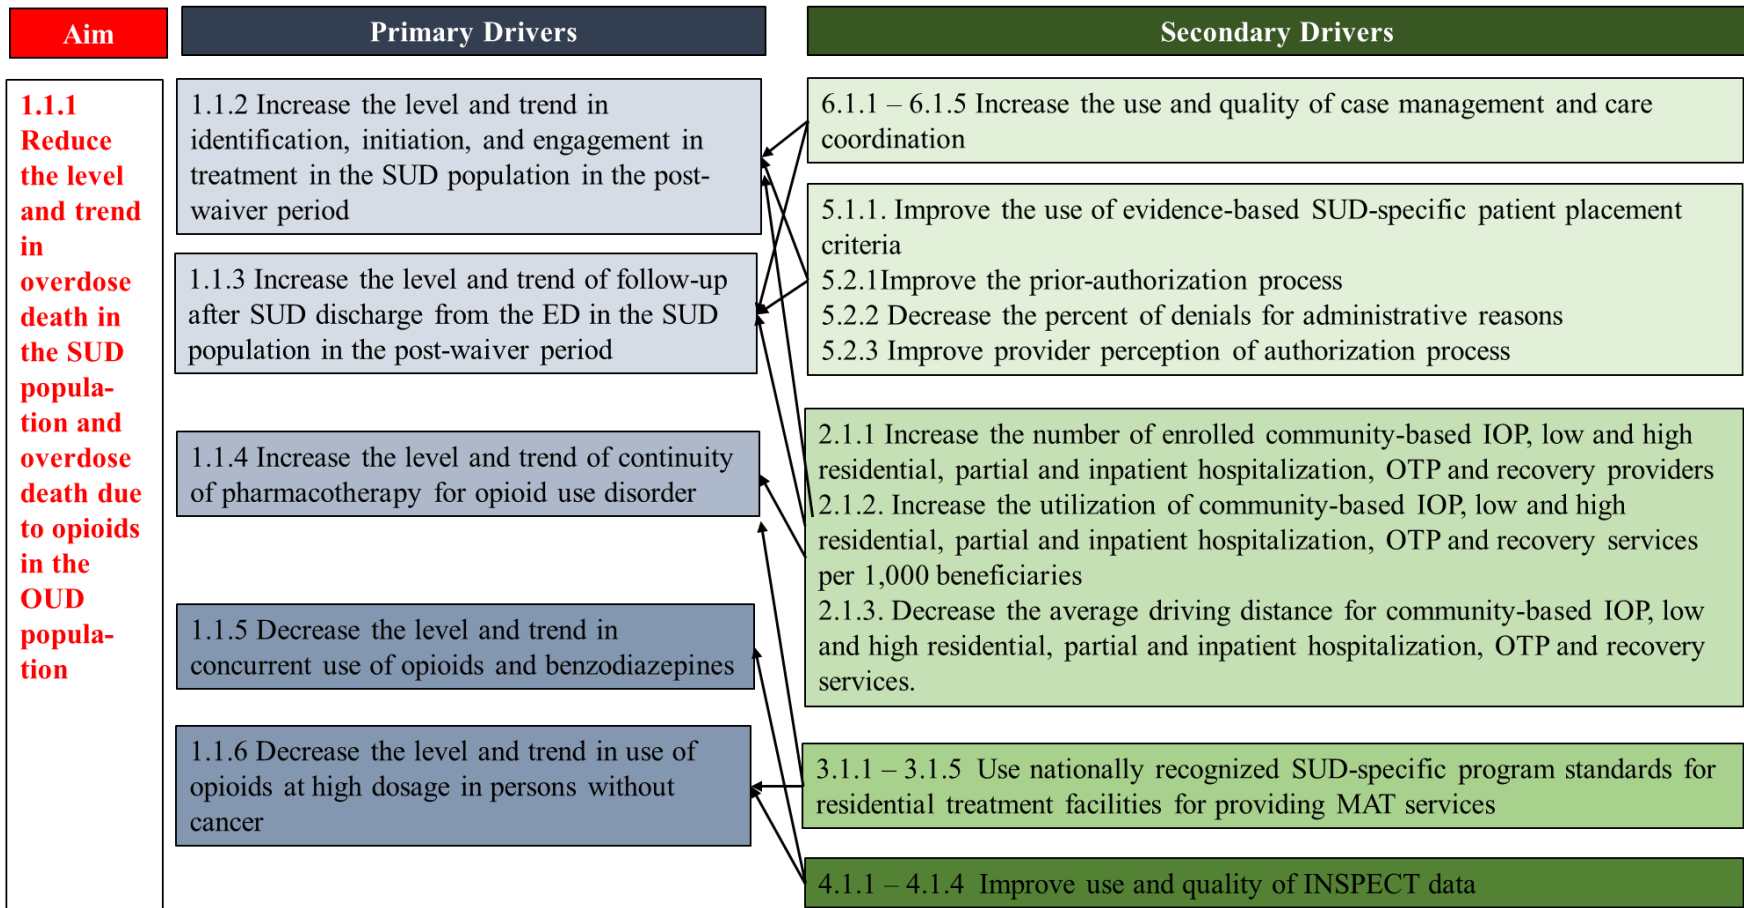 Aim
Primary Drivers
Secondary Drivers
1.1.1
Reduce
the level
and trend
in
overdose
death in
the SUD
popula-
tion and
overdose
death due
to opioids
in the
OUD
popula-
tion
1.1.2 Increase the level and trend in
identification, initiation, and engagement in
treatment in the SUD population in the post-
waiver period
1.1.3 Increase the level and trend of follow-up
after SUD discharge from the ED in the SUD
population in the post-waiver period
1.1.4 Increase the level and trend of continuity
of pharmacotherapy for opioid use disorder
1.1.5 Decrease the level and trend in
concurrent use of opioids and benzodiazepines
1.1.6 Decrease the level and trend in use of
opioids at high dosage in persons without
cancer
6.1.1 – 6.1.5 Increase the use and quality of case management and care
coordination
5.1.1. Improve the use of evidence-based SUD-specific patient placement
criteria
5.2.1Improve the prior-authorization process
5.2.2 Decrease the percent of denials for administrative reasons
5.2.3 Improve provider perception of authorization process
2.1.1 Increase the number of enrolled community-based IOP, low and high
residential, partial and inpatient hospitalization, OTP and recovery providers
2.1.2. Increase the utilization of community-based IOP, low and high
residential, partial and inpatient hospitalization, OTP and recovery services
per 1,000 beneficiaries
2.1.3. Decrease the average driving distance for community-based IOP, low
and high residential, partial and inpatient hospitalization, OTP and recovery
services.
3.1.1 – 3.1.5 Use nationally recognized SUD-specific program standards for
residential treatment facilities for providing MAT services
4.1.1 – 4.1.4 Improve use and quality of INSPECT data